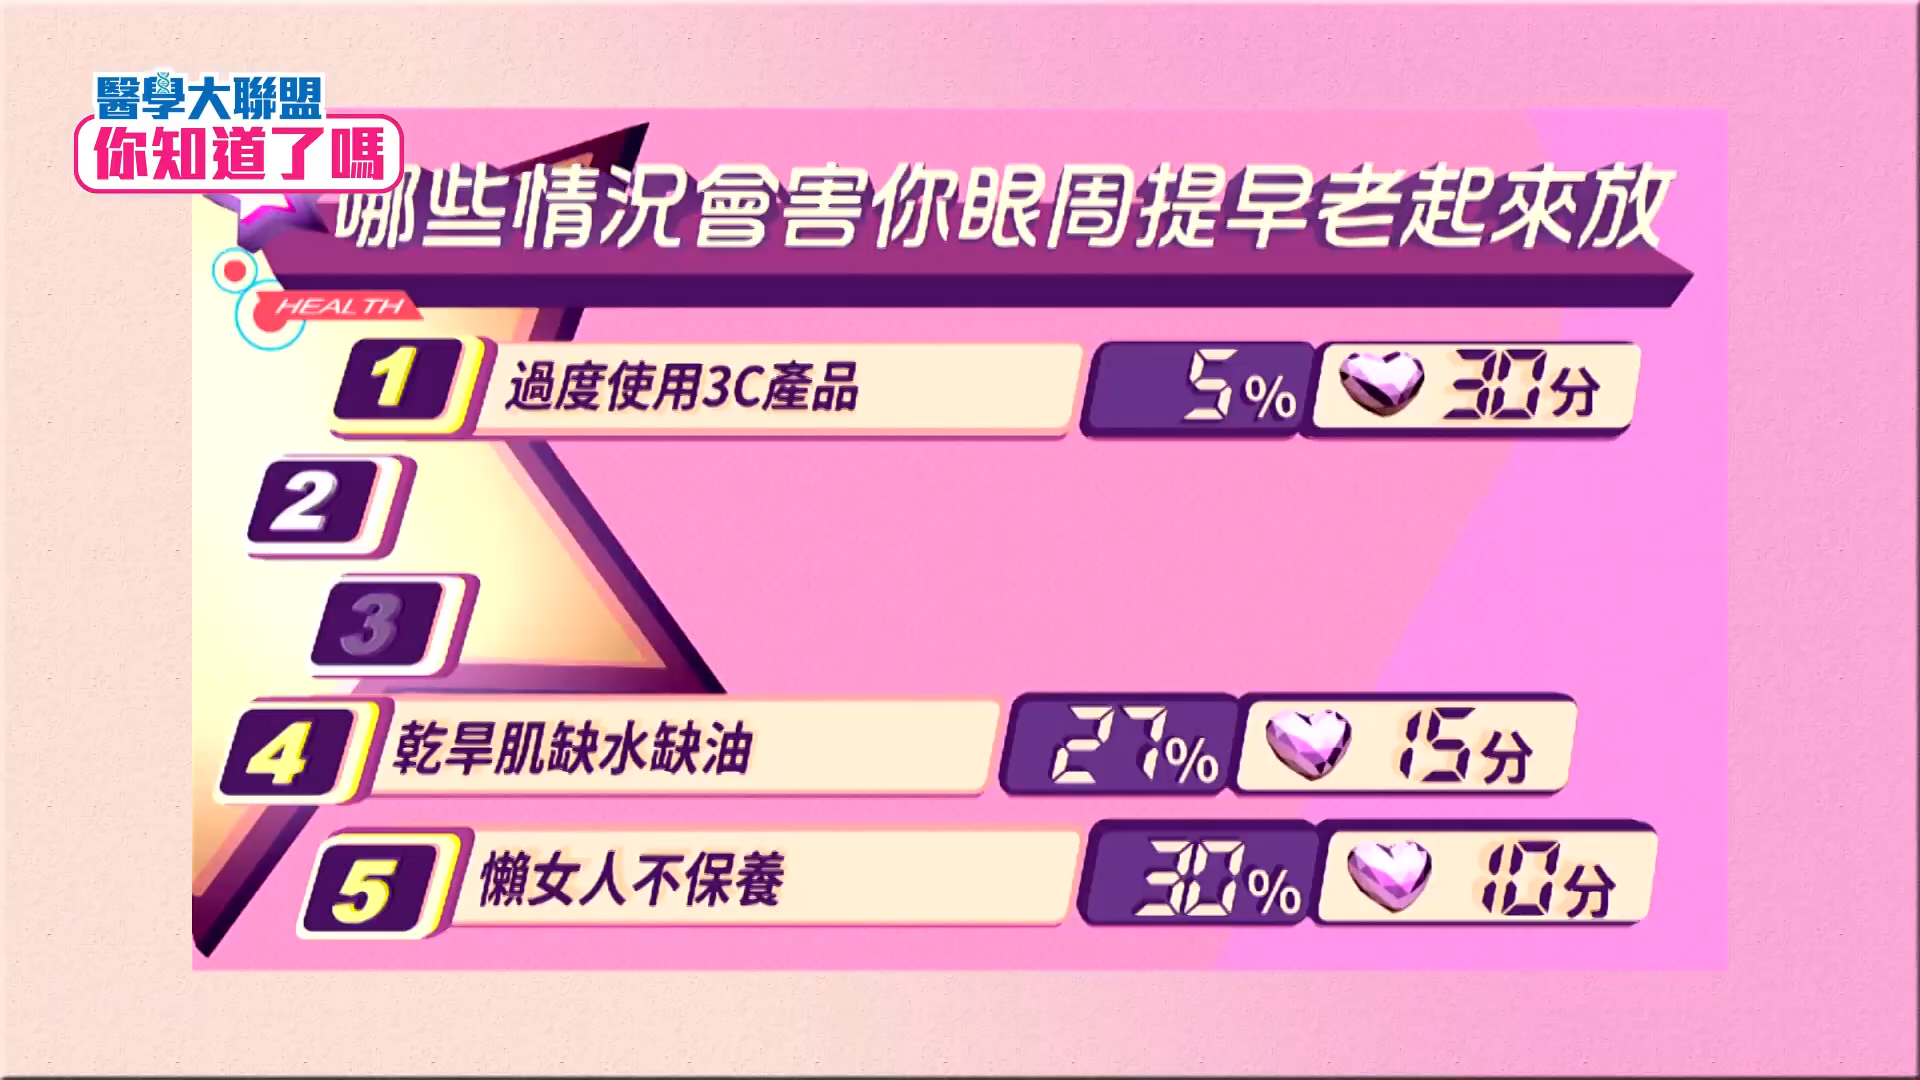 醫學大聯盟
你知道了嗎
哪些情況會害你眼周提早老起來放
HEALTH
1 過度使用3C產品 5% 30分
2
3
4 乾旱肌缺水缺油 27% 15分
5 懶女人不保養 30% 10分